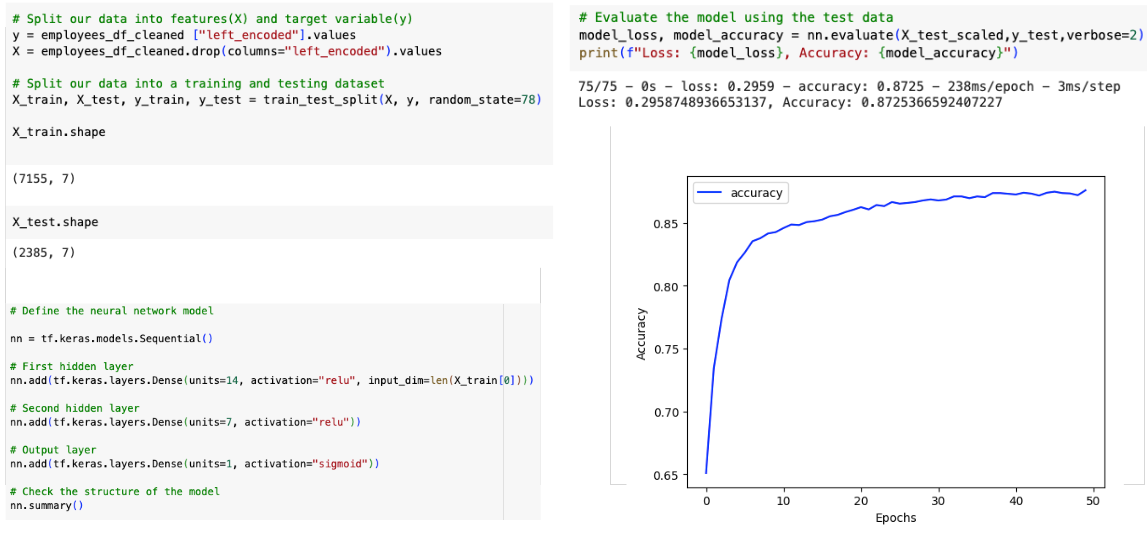 # Split our data into features(X) and target variable(y)
y = employees_df_cleaned ["left_encoded"].values
X = employees_df_cleaned.drop(columns="left_encoded").values
# Split our data into a training and testing dataset
X_train, X_test, y_train, y_test = train_test_split(X, y, random_state=78)
X_train.shape
(7155, 7)
X_test.shape
(2385, 7)
# Define the neural network model
nn = tf.keras.models.Sequential()
# First hidden layer
nn.add(tf.keras.layers.Dense(units=14, activation="relu", input_dim=len(X_train[0])))
# Second hidden layer
nn.add(tf.keras.layers.Dense(units=7, activation="relu"))
# Output layer
nn.add(tf.keras.layers.Dense(units=1, activation="sigmoid"))
# Check the structure of the model
nn.summary()
# Evaluate the model using the test data
model_loss, model_accuracy = nn.evaluate(X_test_scaled,y_test,verbose=2)
print(f"Loss: {model_loss}, Accuracy: {model_accuracy}")
75/75 - 0s - loss: 0.2959 - accuracy: 0.8725 - 238ms/epoch - 3ms/step
Loss: 0.2958748936653137, Accuracy: 0.8725366592407227
accuracy
0.85
0.80
0.75
0.70
0.65
Accuracy
0 10 20 30 40 50
Epochs